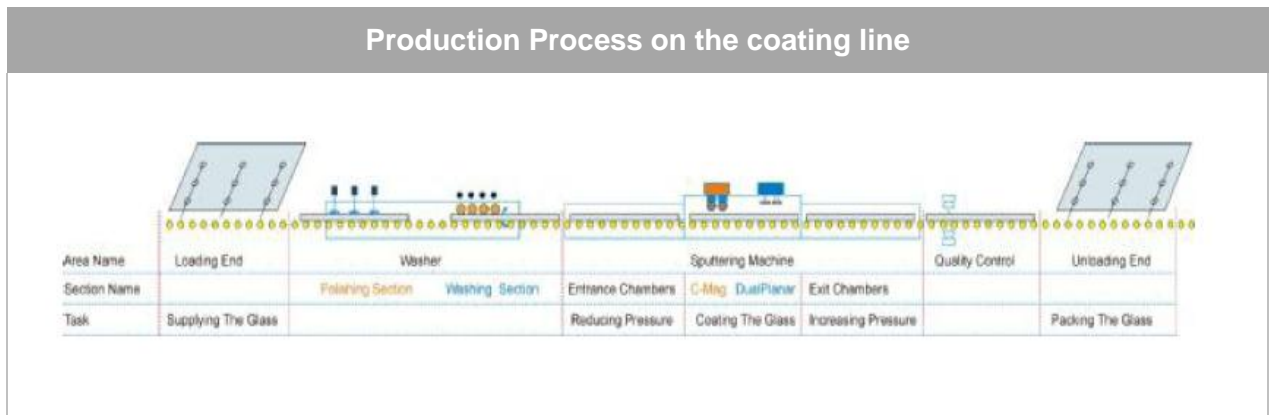 Production Process on the coating line
Area Name Loading End Washer Sputtering Machine Quality Control Unloading End
Section Name Polishing Section Washing Section Entrance Chambers C-Mag DualPlanar Exit Chambers
Task Supplying The Glass Reducing Pressure Coating The Glass Increasing Pressure Packing The Glass